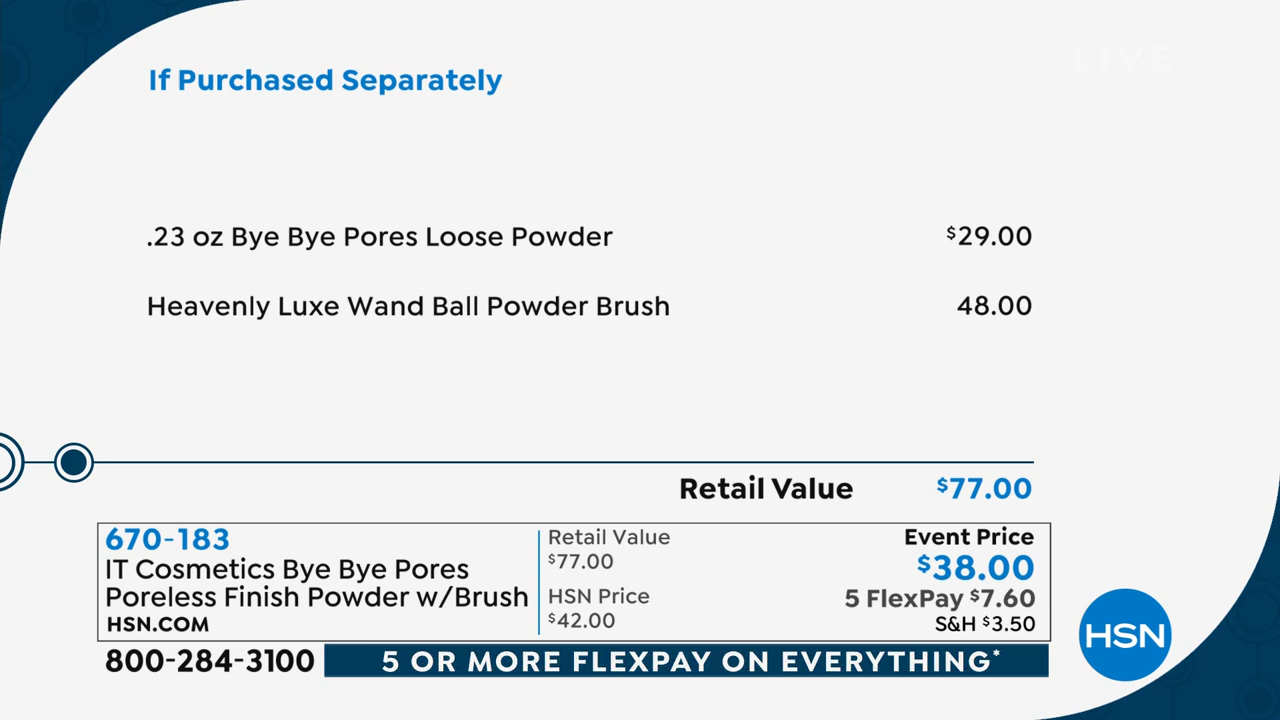 LIVE
If Purchased Separately
.23 oz Bye Bye Pores Loose Powder $29.00
Heavenly Luxe Wand Ball Powder Brush 48.00
Retail Value $77.00
670-183
IT Cosmetics Bye Bye Pores
Poreless Finish Powder w/Brush
HSN.COM
Retail Value
$77.00
HSN Price
$42.00
Event Price
$38.00
5 FlexPay $7.60
S&H $3.50
HSN
800-284-3100
5 OR MORE FLEXPAY ON EVERYTHING*